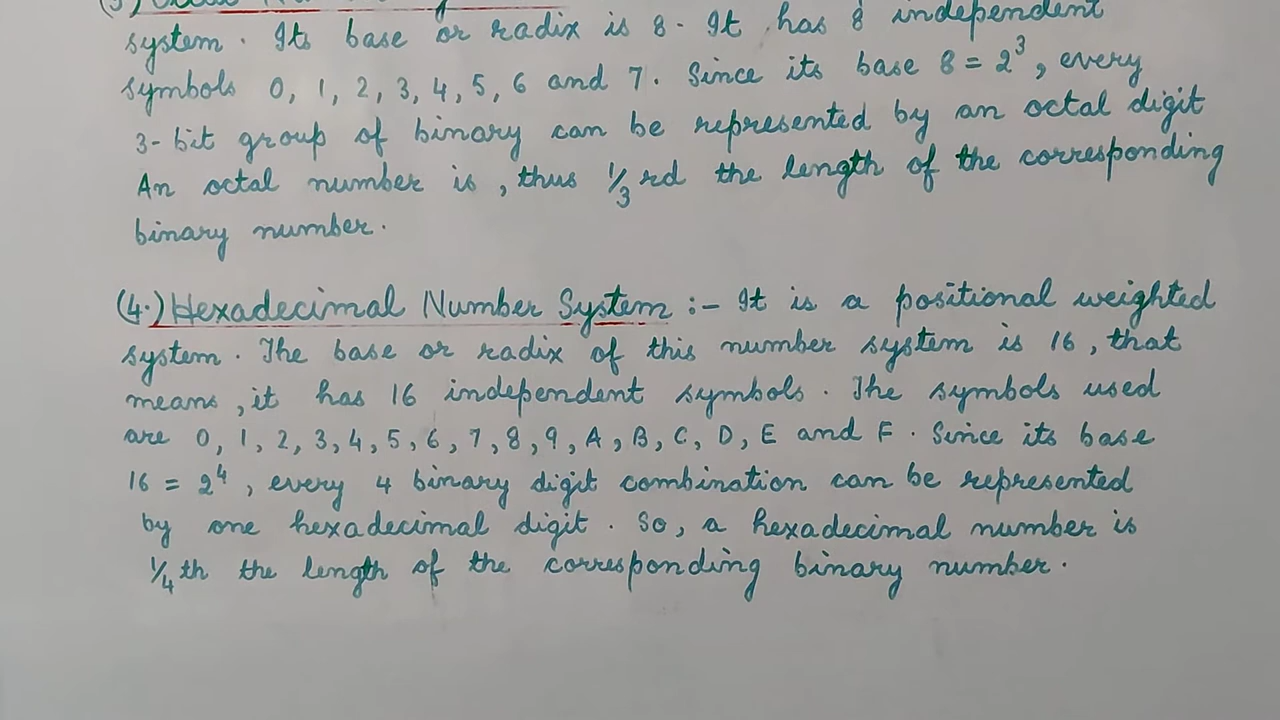 system. Its base or radix is 8. It has 8 independent
symbols 0, 1, 2, 3, 4, 5, 6 and 7. Since its base 8 = 2³, every
3-bit group of binary can be represented by an octal digit
An octal number is, thus 1/3 rd the length of the corresponding
binary number.
(4.) Hexadecimal Number System :- It is a positional weighted
system. The base or radix of this number system is 16, that
means, it has 16 independent symbols. The symbols used
are 0, 1, 2, 3, 4, 5, 6, 7, 8, 9, A, B, C, D, E and F. Since its base
16 = 2⁴, every 4 binary digit combination can be represented
by one hexadecimal digit. So, a hexadecimal number is
1/4 th the length of the corresponding binary number.